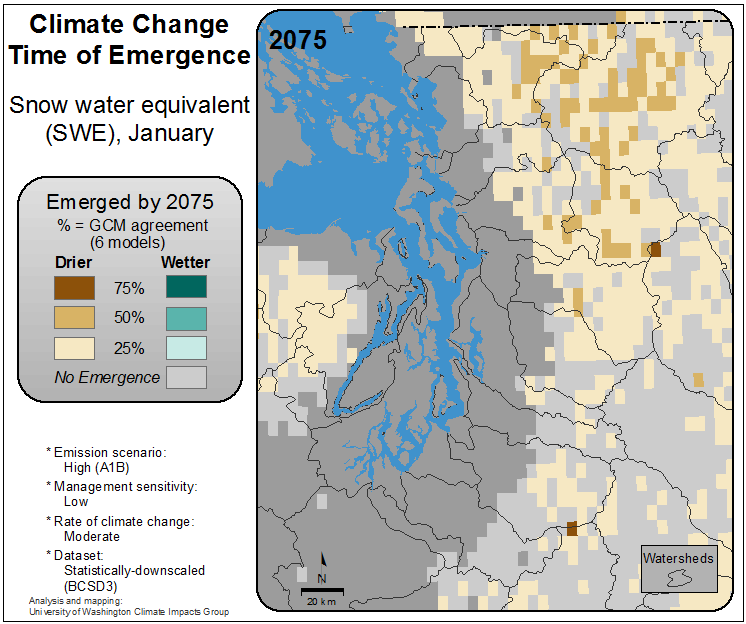 Climate Change
Time of Emergence
Snow water equivalent
(SWE), January
Emerged by 2075
% = GCM agreement
(6 models)
Drier Wetter
75%
50%
25%
No Emergence
* Emission scenario:
High (A1B)
* Management sensitivity:
Low
* Rate of climate change:
Moderate
* Dataset:
Statistically-downscaled
(BCSD3)
Analysis and mapping:
University of Washington Climate Impacts Group
2075
N
20 km
Watersheds